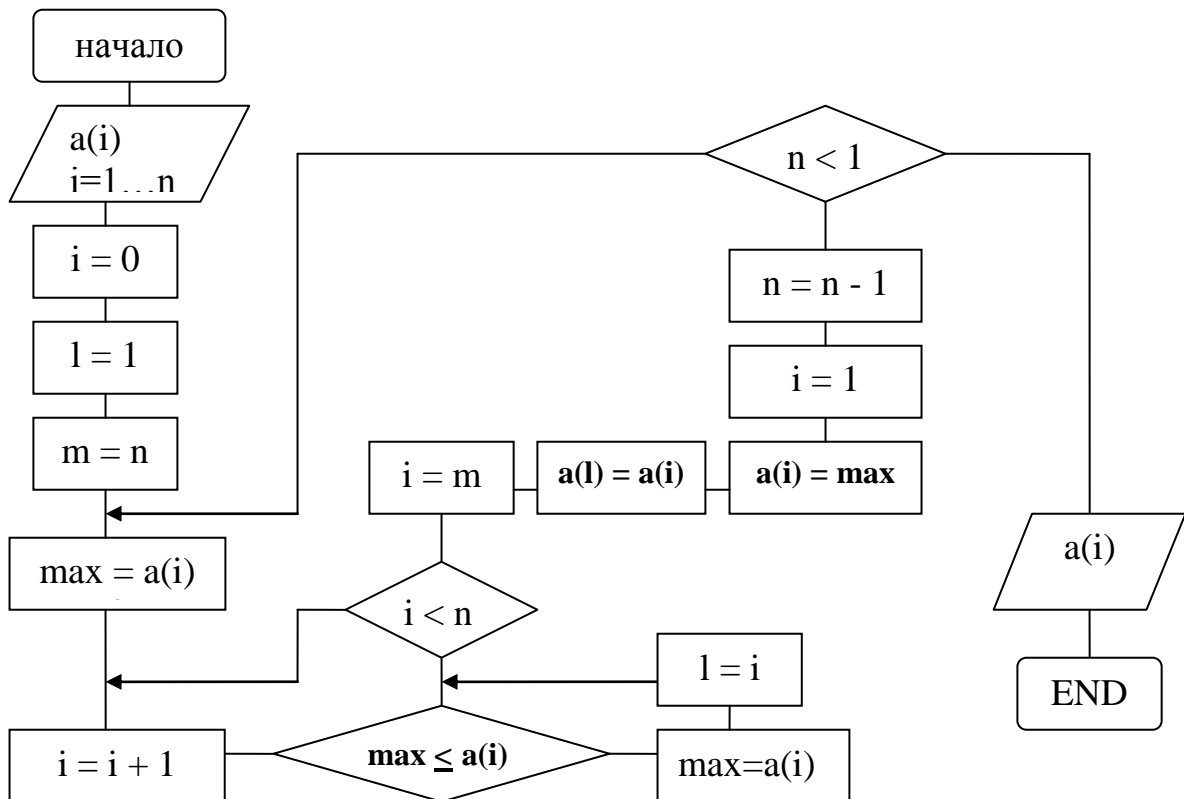 начало
a(i)
i=1…n
i = 0
l = 1
m = n
max = a(i)
i = i + 1
max ≤ a(i)
max=a(i)
l = i
i < n
i = m
a(l) = a(i)
a(i) = max
i = 1
n = n - 1
n < 1
a(i)
END